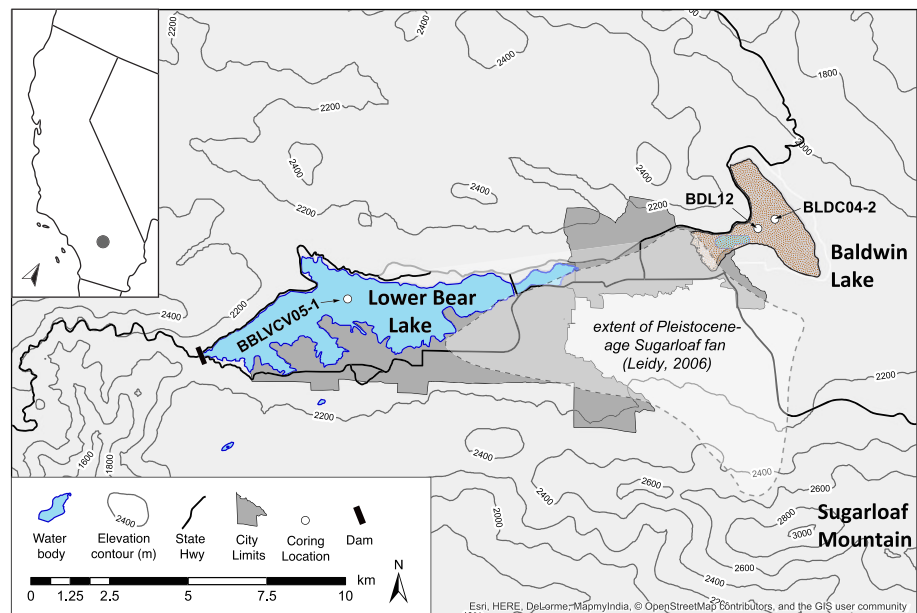 2400
2400
2200
1800
2200
2000
2400
2400
2200
BDL12
BLDC04-2
Baldwin
Lake
2200
BBLVCV05-1
Lower Bear
Lake
2400
extent of Pleistocene-
age Sugarloaf fan
(Leidy, 2006)
2200
2200
1600
1800
2400
2400
2600
2000
2800
3000
2600
Sugarloaf
Mountain
2400
Water
body
Elevation
contour (m)
State
Hwy
City
Limits
Coring
Location
Dam
km
0 1.25 2.5 5 7.5 10
N
Esri, HERE, DeLorme, MapmyIndia, © OpenStreetMap contributors, and the GIS user community